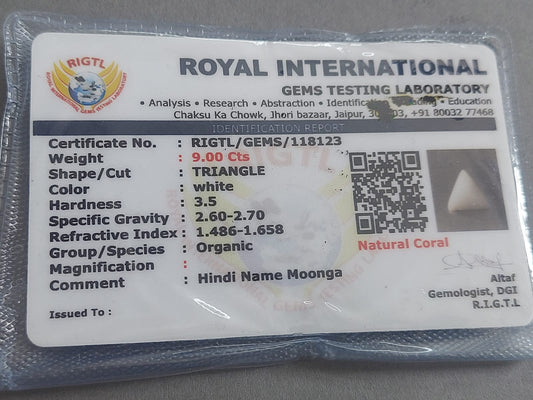 RIGTL
ROYAL INTERNATIONAL
GEMS TESTING LABORATORY
• Analysis • Research • Abstraction • Identification Grading • Education
Chaksu Ka Chowk, Jheri bazaar, Jaipur, +91 80032 77468
IDENTIFICATION REPORT
Certificate No. : RIGTL/GEMS/118123
Weight : 9.00 Cts
Shape/Cut : TRIANGLE
Color : white
Hardness : 3.5
Specific Gravity : 2.60-2.70
Refractive Index : 1.486-1.658
Group/Species : Organic
Magnification :
Comment : Hindi Name Moonga
Natural Coral
Altaf
Gemologist, DGI
R.I.G.T.L
Issued To :